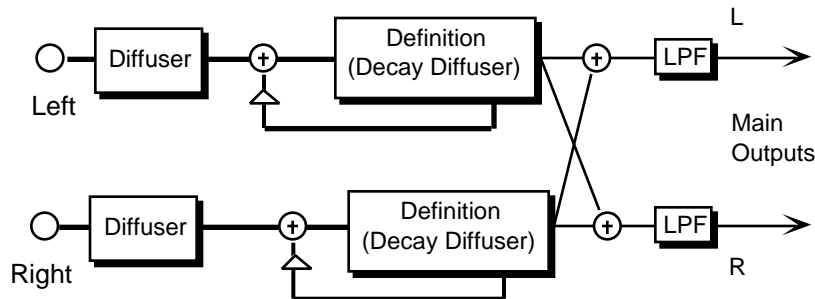 L
Diffuser
Definition
(Decay Diffuser)
+
LPF
Left
Main
Outputs
Diffuser
Definition
(Decay Diffuser)
+
+
+
LPF
Right
R